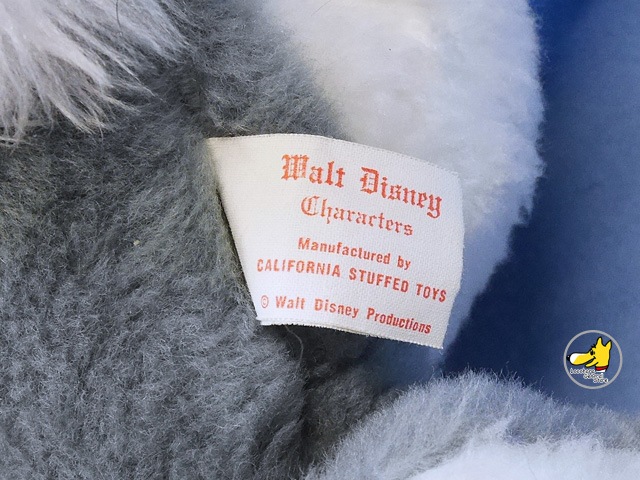 Walt Disney
Characters
Manufactured by
CALIFORNIA STUFFED TOYS
© Walt Disney Productions